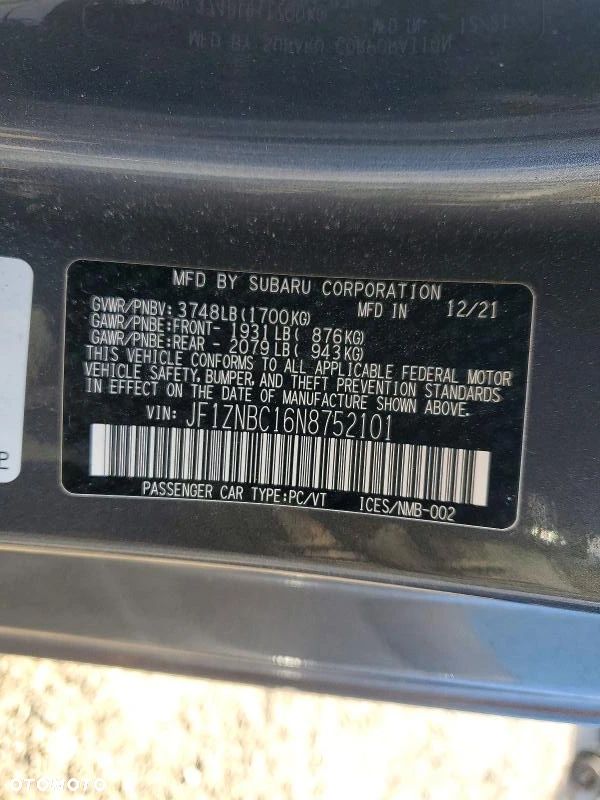 MFD BY SUBARU CORPORATION
GVWR/PNBV: 3748LB(1700KG) MFD IN 12/21
GAWR/PNBE:FRONT- 1931LB( 876KG)
GAWR/PNBE:REAR - 2079LB( 943KG)
THIS VEHICLE CONFORMS TO ALL APPLICABLE FEDERAL MOTOR
VEHICLE SAFETY, BUMPER, AND THEFT PREVENTION STANDARDS
IN EFFECT ON THE DATE OF MANUFACTURE SHOWN ABOVE.
VIN: JF1ZNBC16N8752101
PASSENGER CAR TYPE:PC/VT ICES/NMB-002
OTOMOTO